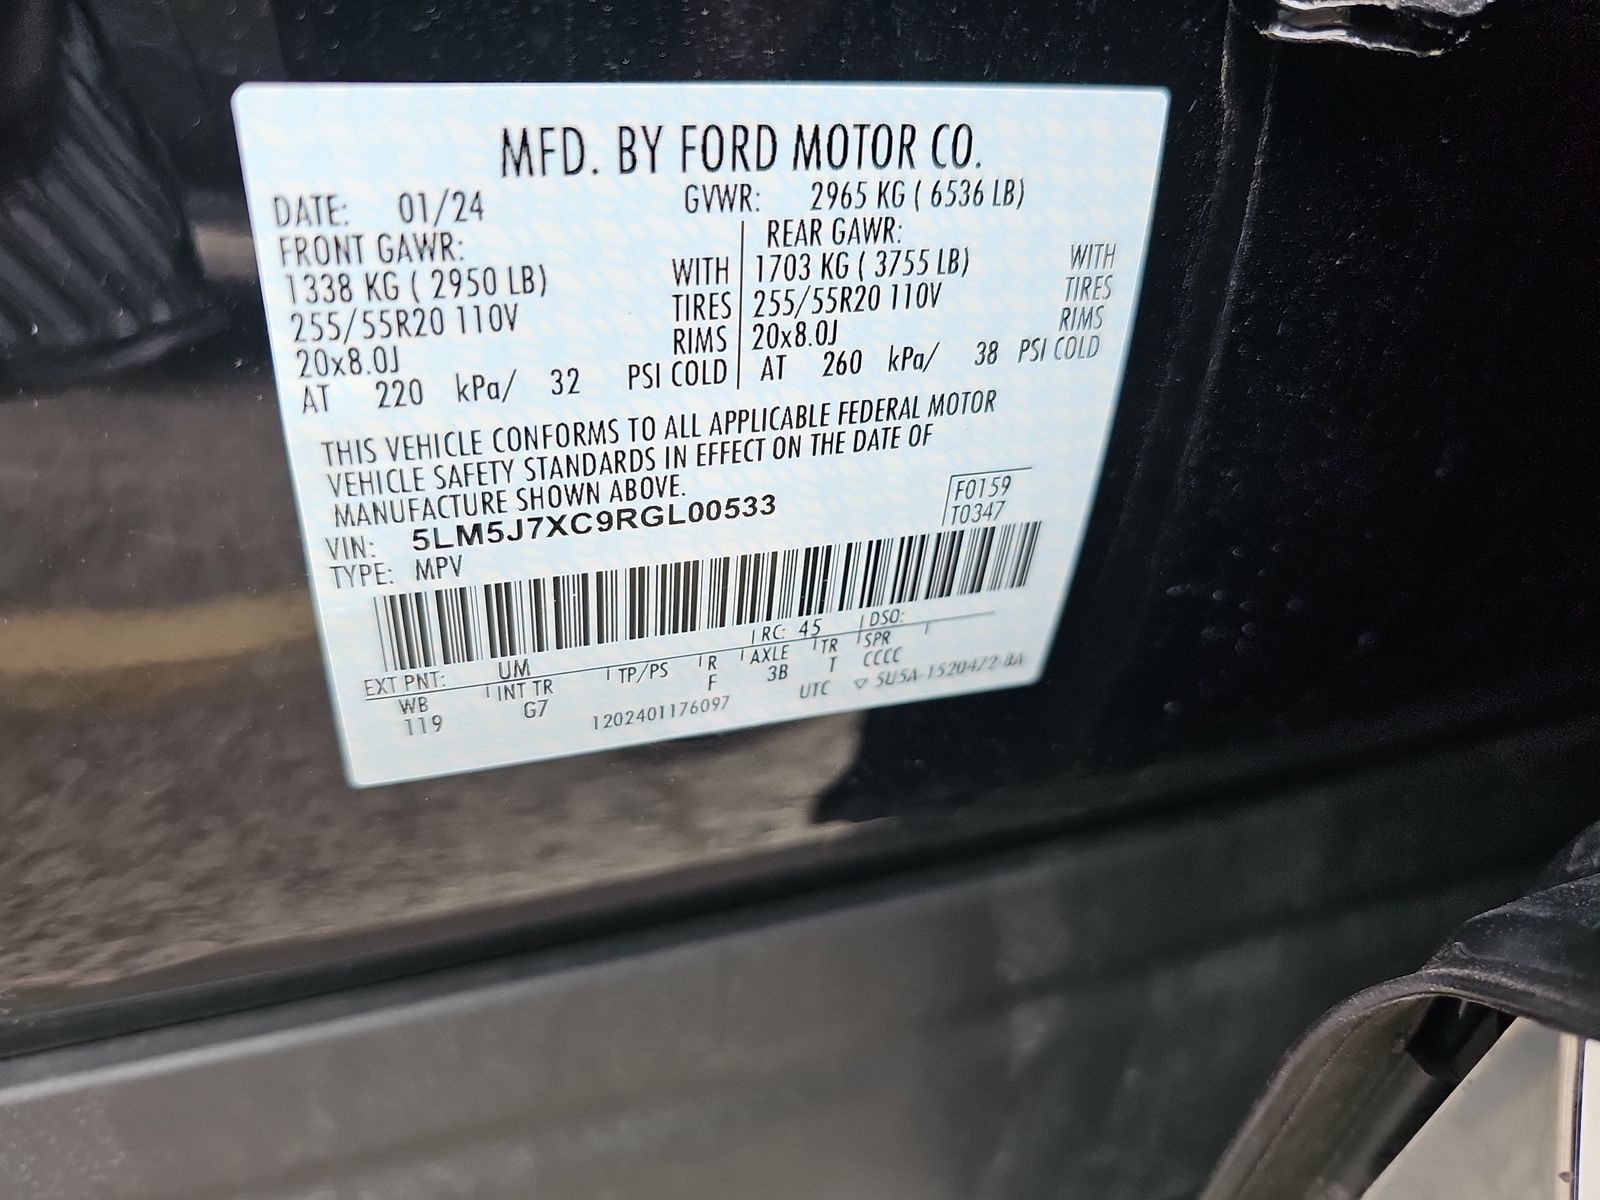 MFD. BY FORD MOTOR CO.
DATE: 01/24 GVWR: 2965 KG ( 6536 LB)
FRONT GAWR: REAR GAWR:
1338 KG ( 2950 LB) WITH 1703 KG ( 3755 LB) WITH
255/55R20 110V TIRES 255/55R20 110V TIRES
20x8.0J RIMS 20x8.0J RIMS
AT 220 kPa/ 32 PSI COLD AT 260 kPa/ 38 PSI COLD
THIS VEHICLE CONFORMS TO ALL APPLICABLE FEDERAL MOTOR
VEHICLE SAFETY STANDARDS IN EFFECT ON THE DATE OF
MANUFACTURE SHOWN ABOVE.
F0159
VIN: 5LM5J7XC9RGL00533
T0347
TYPE: MPV
EXT PNT: UM RC: 45 DSO:
WB INT TR TP/PS R AXLE TR SPR
119 G7 F 3B T CCCC
1202401176097 UTC ▽ 5U5A-1520472-BA